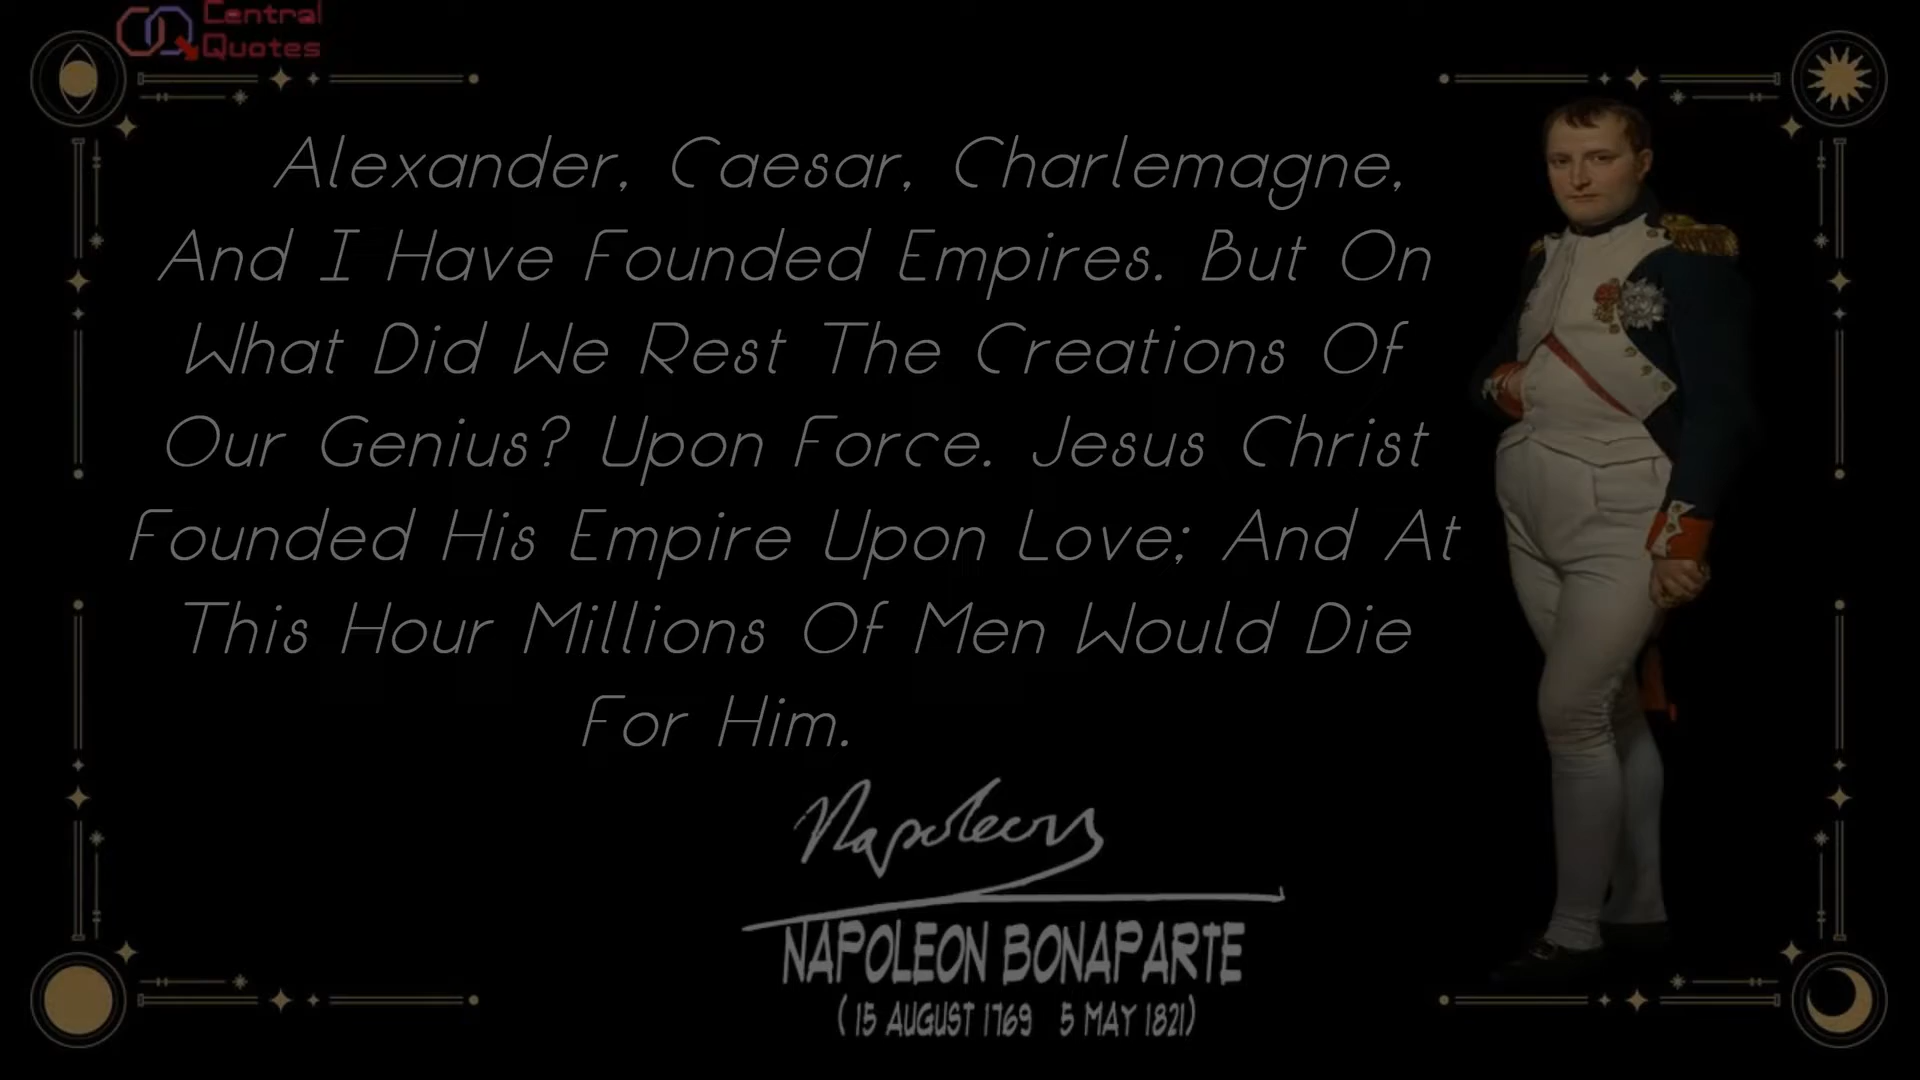 Central
Quotes
Alexander, Caesar, Charlemagne,
And I Have Founded Empires. But On
What Did We Rest The Creations Of
Our Genius? Upon Force. Jesus Christ
Founded His Empire Upon Love; And At
This Hour Millions Of Men Would Die
For Him.
Napoleon
NAPOLEON BONAPARTE
(15 AUGUST 1769 5 MAY 1821)